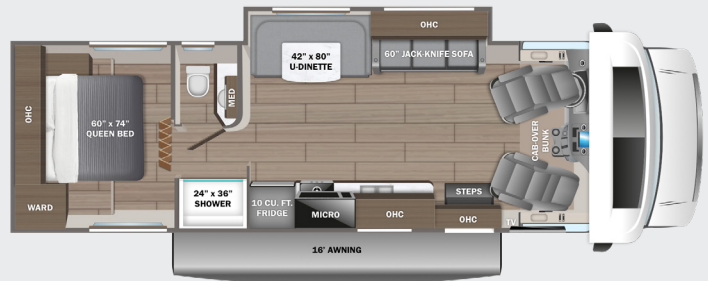 OHC
42" x 80"
U-DINETTE
60" JACK-KNIFE SOFA
OHC
60" x 74"
QUEEN BED
MED
CAB-OVER
BUNK
WARD
24" x 36"
SHOWER
10 CU. FT.
FRIDGE
MICRO
OHC
STEPS
OHC
TV
16' AWNING